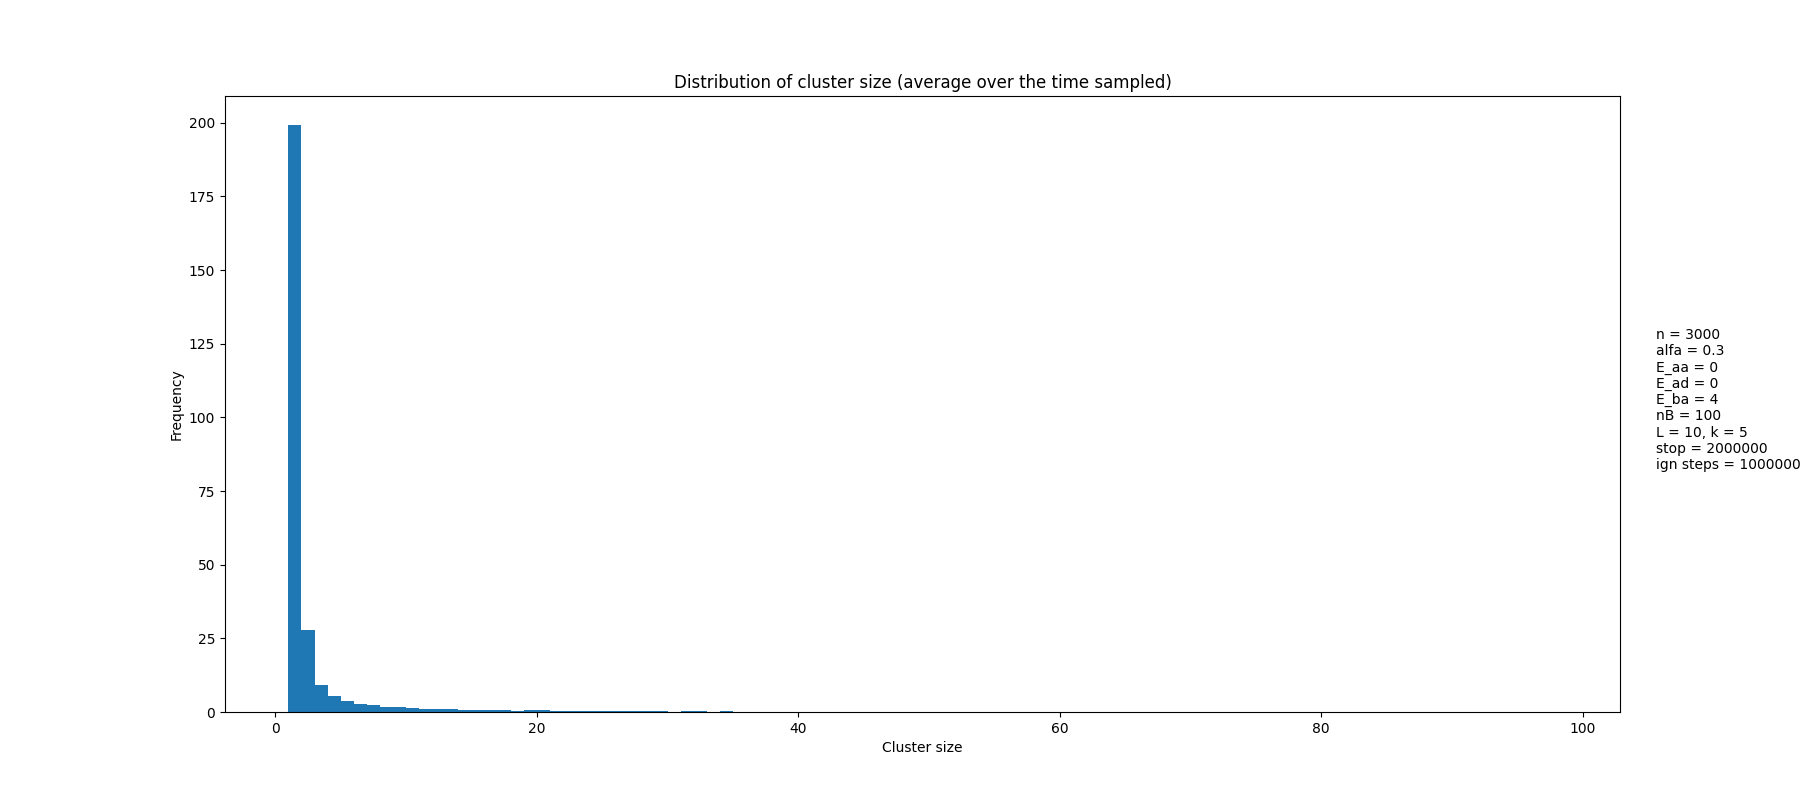 Distribution of cluster size (average over the time sampled)
200
175
150
125
100
75
50
25
0
Frequency
0 20 40 60 80 100
Cluster size
n = 3000
alfa = 0.3
E_aa = 0
E_ad = 0
E_ba = 4
nB = 100
L = 10, k = 5
stop = 2000000
ign steps = 1000000